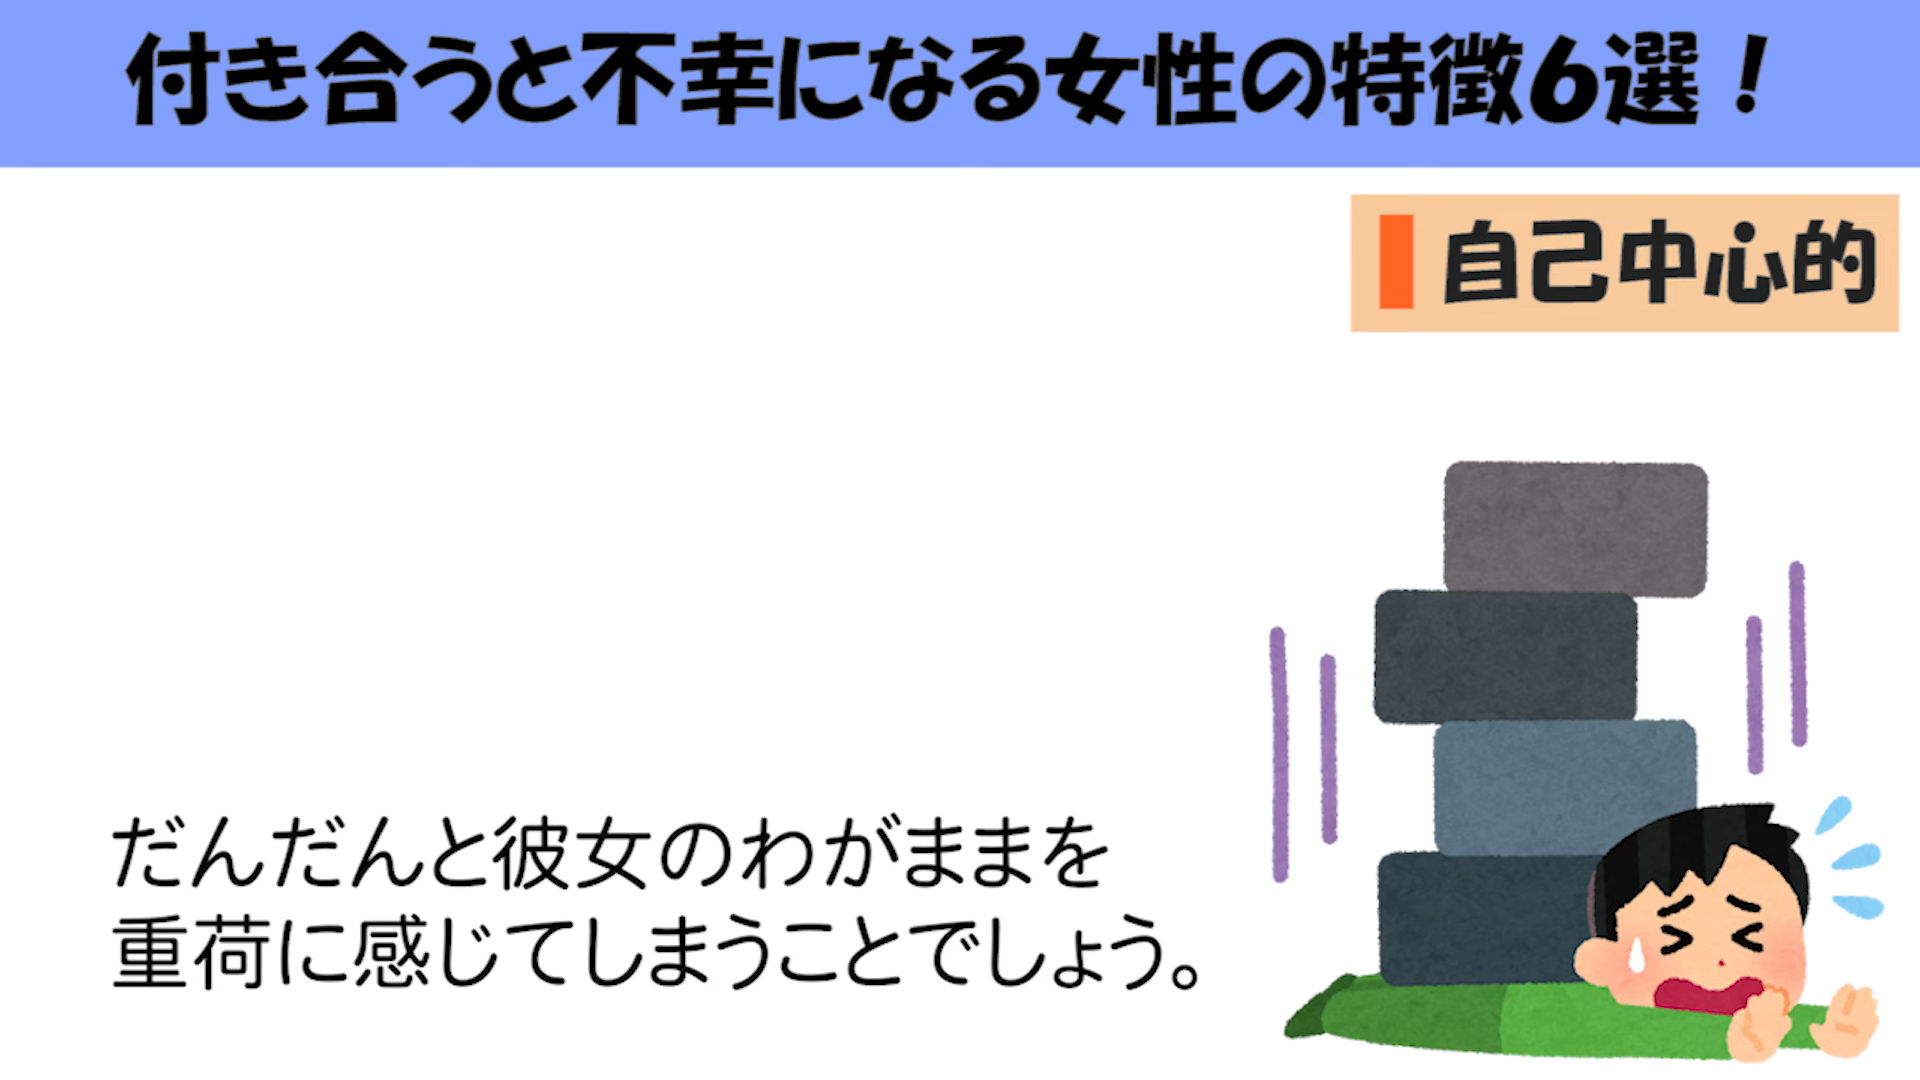 付き合うと不幸になる女性の特徴6選！
自己中心的
だんだんと彼女のわがままを
重荷に感じてしまうことでしょう。